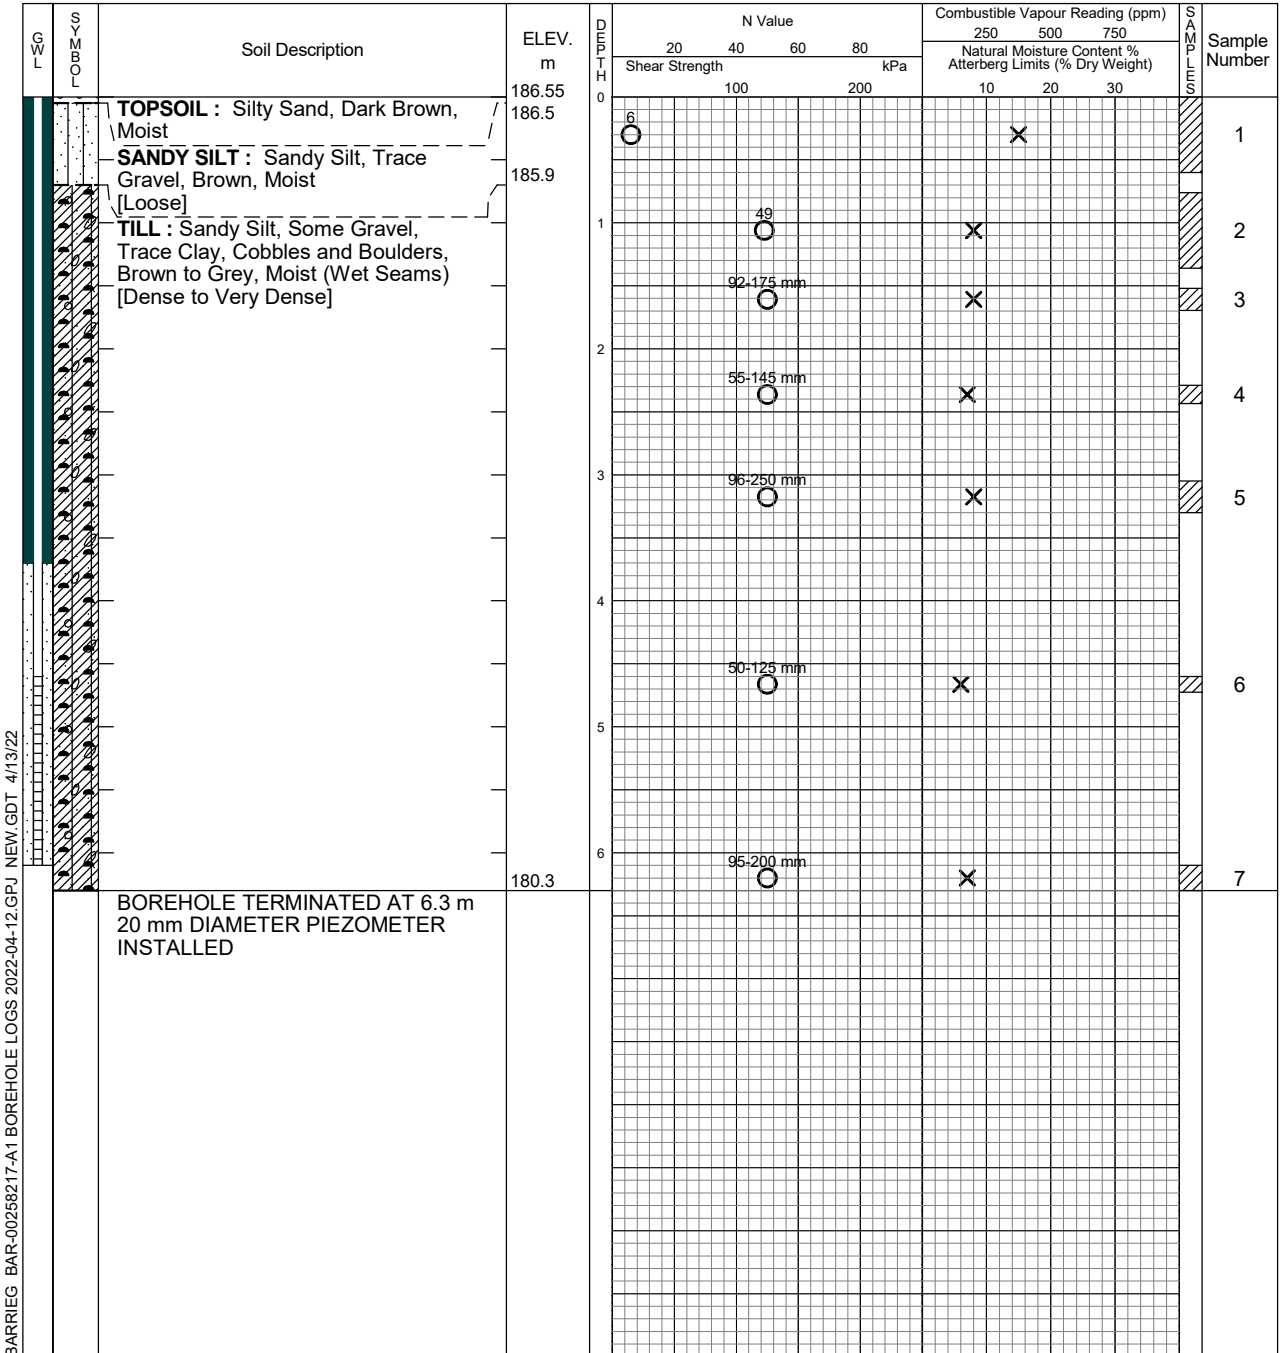 GWL
SYMBOL
Soil Description
ELEV.
m
DEPTH
N Value
20 40 60 80
Shear Strength kPa
100 200
Combustible Vapour Reading (ppm)
250 500 750
Natural Moisture Content %
Atterberg Limits (% Dry Weight)
10 20 30
SAMPLES
Sample
Number
186.55
0
TOPSOIL : Silty Sand, Dark Brown,
Moist
186.5
6
1
SANDY SILT : Sandy Silt, Trace
Gravel, Brown, Moist
[Loose]
185.9
TILL : Sandy Silt, Some Gravel,
Trace Clay, Cobbles and Boulders,
Brown to Grey, Moist (Wet Seams)
[Dense to Very Dense]
1
49
2
92-175 mm
3
2
55-145 mm
4
3
96-250 mm
5
4
50-125 mm
6
5
6
95-200 mm
7
180.3
BOREHOLE TERMINATED AT 6.3 m
20 mm DIAMETER PIEZOMETER
INSTALLED
BARRIEG BAR-00258217-A1 BOREHOLE LOGS 2022-04-12.GPJ NEW.GDT 4/13/22